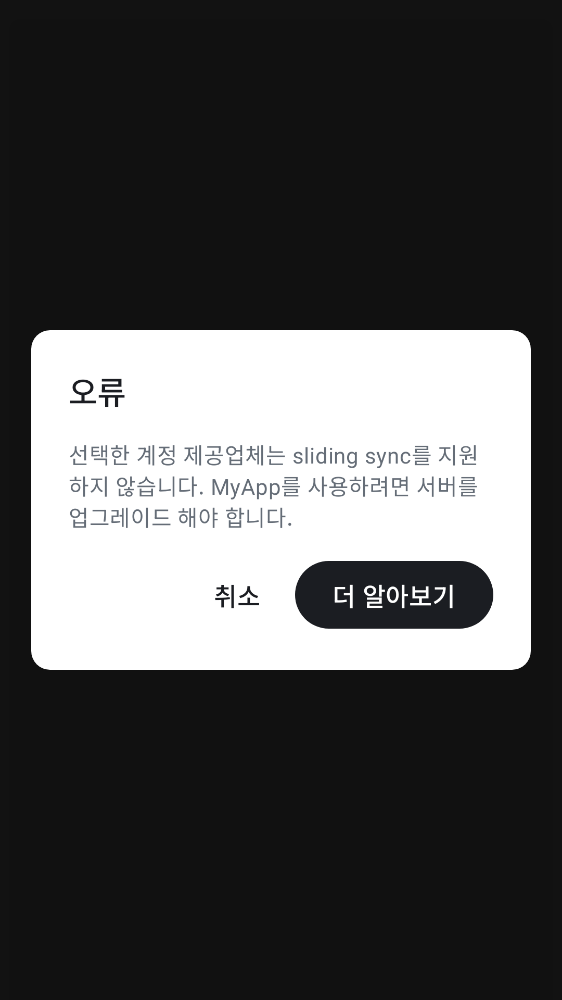 오류
선택한 계정 제공업체는 sliding sync를 지원
하지 않습니다. MyApp를 사용하려면 서버를
업그레이드 해야 합니다.
취소
더 알아보기